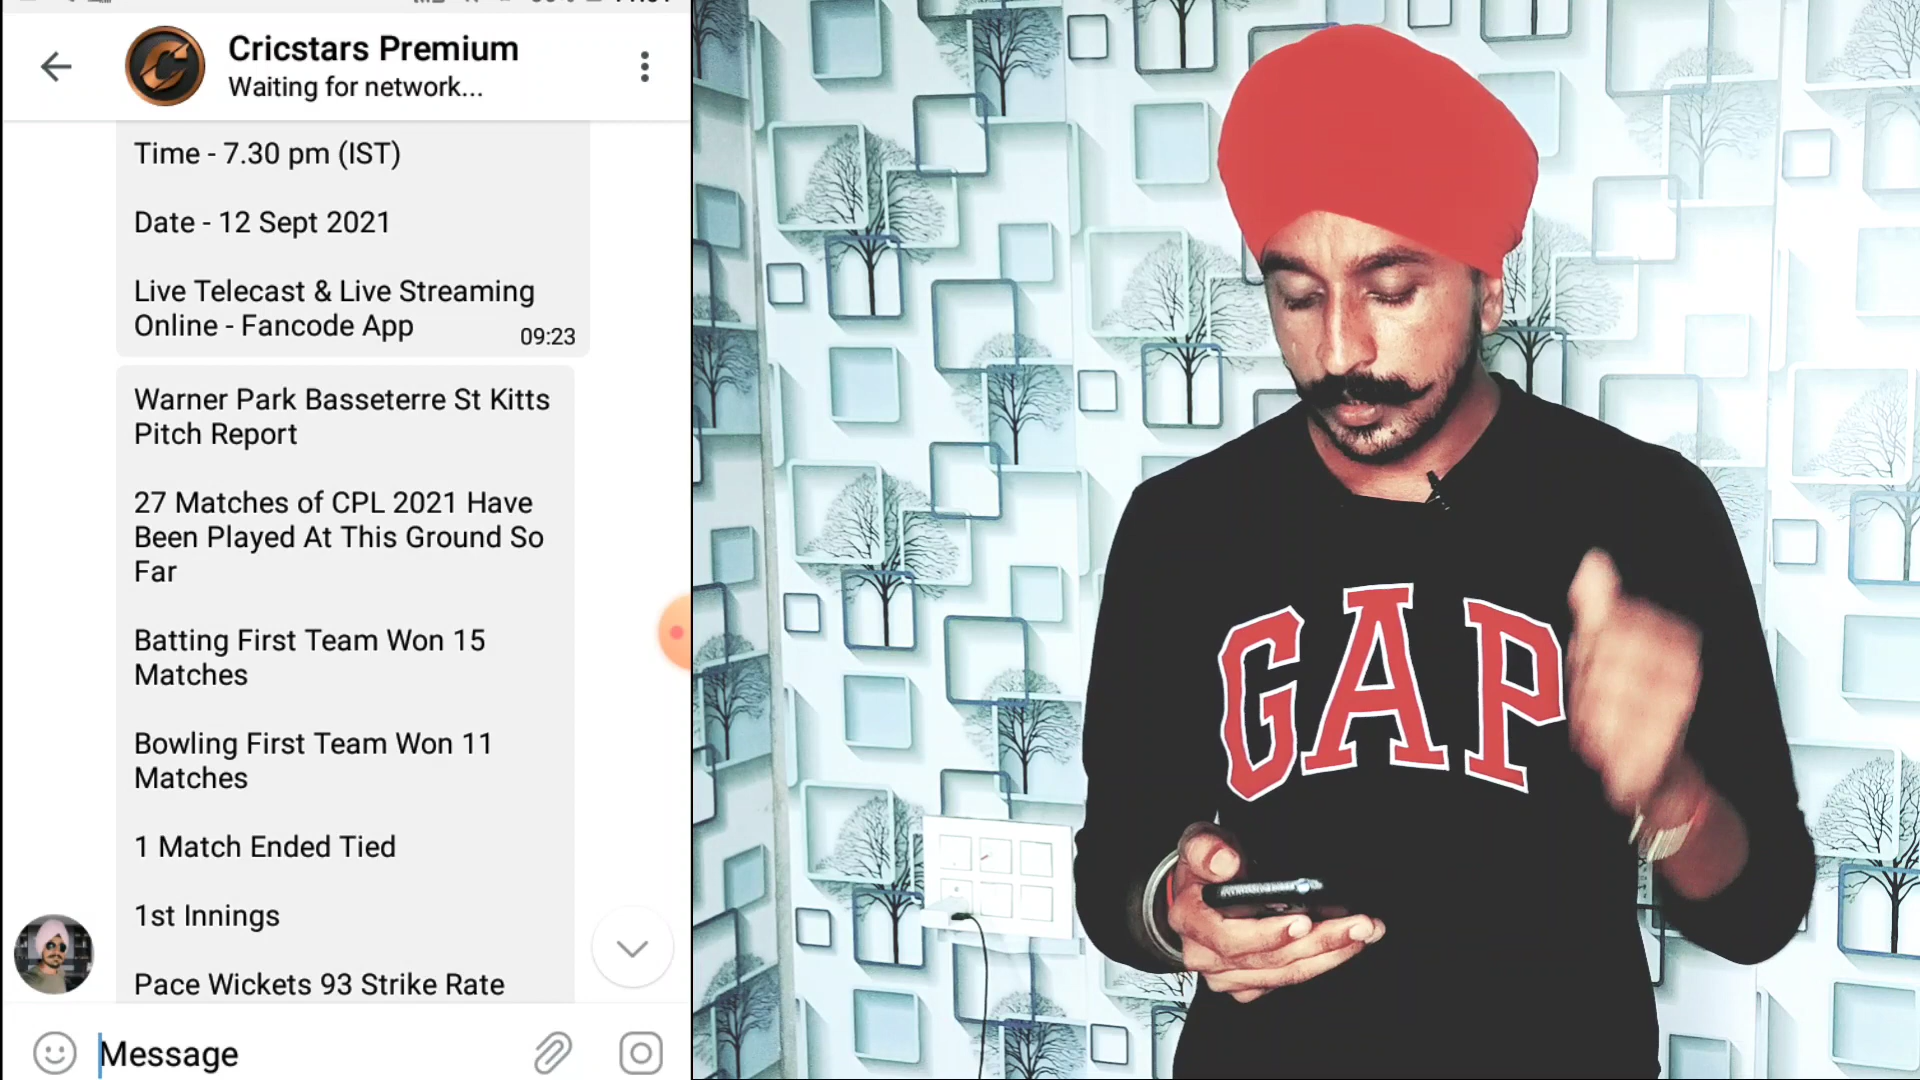 Cricstars Premium
Waiting for network...
Time - 7.30 pm (IST)
Date - 12 Sept 2021
Live Telecast & Live Streaming
Online - Fancode App
09:23
Warner Park Basseterre St Kitts
Pitch Report
27 Matches of CPL 2021 Have
Been Played At This Ground So
Far
Batting First Team Won 15
Matches
Bowling First Team Won 11
Matches
1 Match Ended Tied
1st Innings
Pace Wickets 93 Strike Rate
Message
GAP